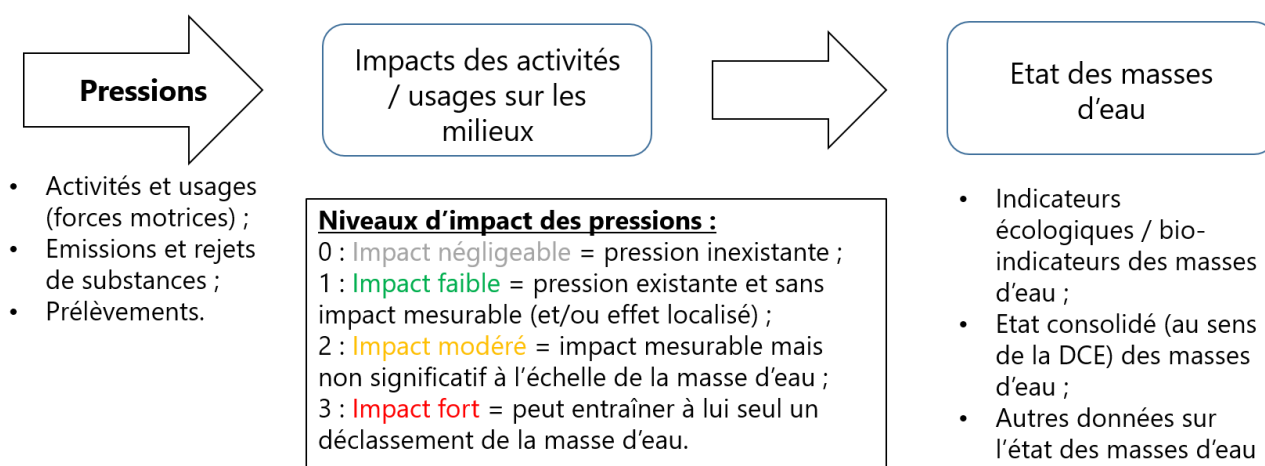 Pressions
• Activités et usages
(forces motrices) ;
• Emissions et rejets
de substances ;
• Prélèvements.
Impacts des activités
/ usages sur les
milieux
Niveaux d’impact des pressions :
0 : Impact négligeable = pression inexistante ;
1 : Impact faible = pression existante et sans
impact mesurable (et/ou effet localisé) ;
2 : Impact modéré = impact mesurable mais
non significatif à l’échelle de la masse d’eau ;
3 : Impact fort = peut entraîner à lui seul un
déclassement de la masse d’eau.
Etat des masses
d’eau
• Indicateurs
écologiques / bio-
indicateurs des masses
d’eau ;
• Etat consolidé (au sens
de la DCE) des masses
d’eau ;
• Autres données sur
l’état des masses d’eau